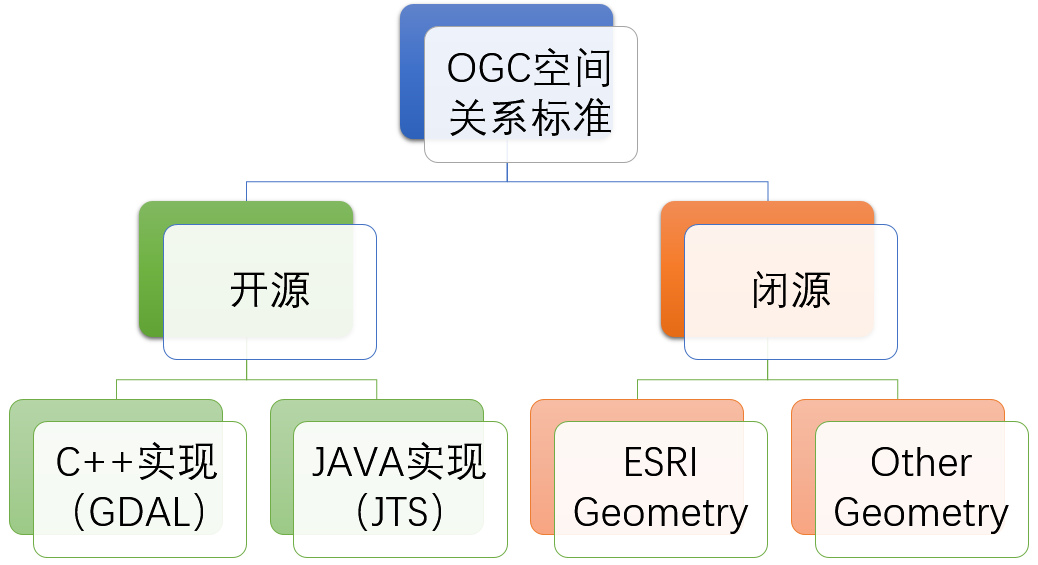 OGC空间
关系标准
开源
闭源
C++实现
（GDAL）
JAVA实现
（JTS）
ESRI
Geometry
Other
Geometry